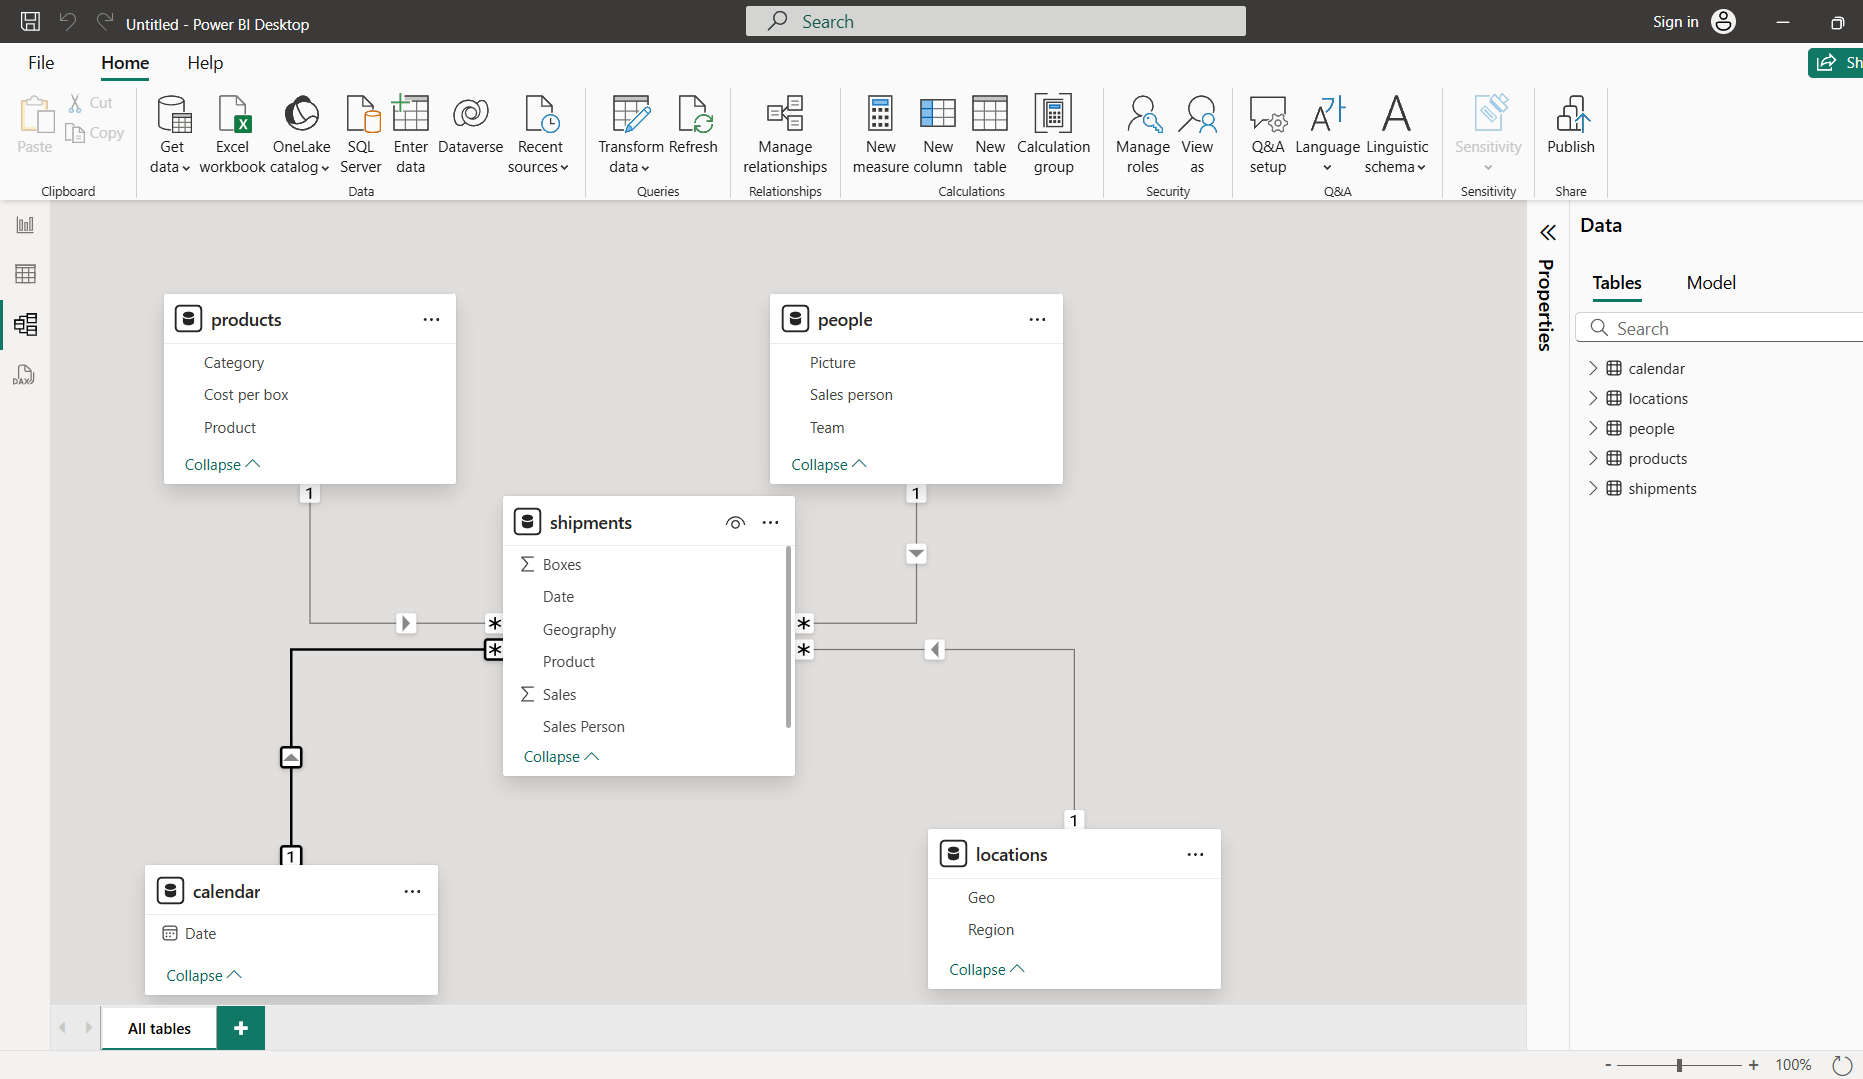 Untitled - Power BI Desktop
Search
Sign in
File
Home
Help
Sh
Paste
Cut
Copy
Clipboard
Get data
Excel workbook
OneLake catalog
SQL Server
Enter data
Dataverse
Recent sources
Data
Transform data
Refresh
Queries
Manage relationships
Relationships
New measure
New column
New table
Calculation group
Calculations
Manage roles
View as
Security
Q&A setup
Language
Linguistic schema
Q&A
Sensitivity
Sensitivity
Publish
Share
DAX
products
Category
Cost per box
Product
Collapse
1
people
Picture
Sales person
Team
Collapse
1
shipments
Boxes
Date
Geography
Product
Sales
Sales Person
Collapse
*
*
*
*
1
calendar
Date
Collapse
1
locations
Geo
Region
Collapse
Properties
Data
Tables
Model
Search
calendar
locations
people
products
shipments
All tables
+
- +
100%